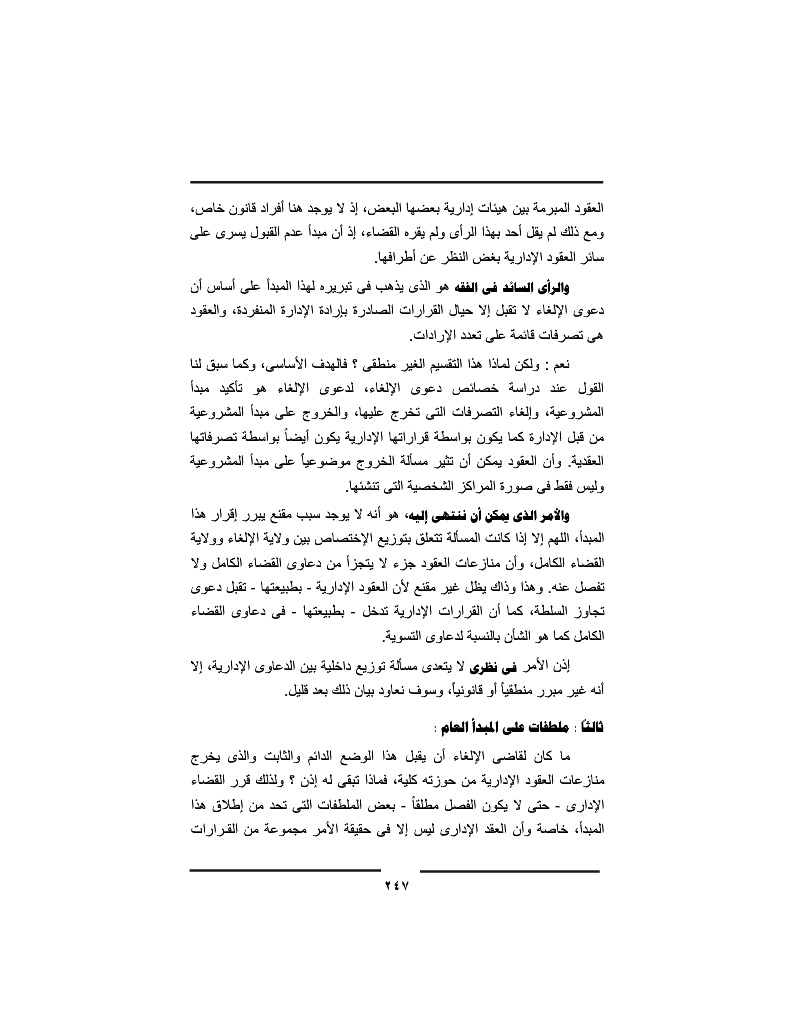 العقود المبرمة بين هيئات إدارية بعضها البعض، إذ لا يوجد هنا أفراد قانون خاص،
ومع ذلك لم يقل أحد بهذا الرأى ولم يقره القضاء، إذ أن مبدأ عدم القبول يسرى على
سائر العقود الإدارية بغض النظر عن أطرافها.
والرأى السائد فى الفقه هو الذى يذهب فى تبريره لهذا المبدأ على أساس أن
دعوى الإلغاء لا تقبل إلا حيال القرارات الصادرة بإرادة الإدارة المنفردة، والعقود
هى تصرفات قائمة على تعدد الإرادات.
نعم : ولكن لماذا هذا التقسيم الغير منطقى ؟ فالهدف الأساسى، وكما سبق لنا
القول عند دراسة خصائص دعوى الإلغاء، لدعوى الإلغاء هو تأكيد مبدأ
المشروعية، وإلغاء التصرفات التى تخرج عليها، والخروج على مبدأ المشروعية
من قبل الإدارة كما يكون بواسطة قراراتها الإدارية يكون أيضاً بواسطة تصرفاتها
العقدية. وأن العقود يمكن أن تثير مسألة الخروج موضوعياً على مبدأ المشروعية
وليس فقط فى صورة المراكز الشخصية التى تنشئها.
والأمر الذى يمكن أن ننتهى إليه، هو أنه لا يوجد سبب مقنع يبرر إقرار هذا
المبدأ، اللهم إلا إذا كانت المسألة تتعلق بتوزيع الإختصاص بين ولاية الإلغاء وولاية
القضاء الكامل، وأن منازعات العقود جزء لا يتجزأ من دعاوى القضاء الكامل ولا
تفصل عنه. وهذا وذاك يظل غير مقنع لأن العقود الإدارية - بطبيعتها - تقبل دعوى
تجاوز السلطة، كما أن القرارات الإدارية تدخل - بطبيعتها - فى دعاوى القضاء
الكامل كما هو الشأن بالنسبة لدعاوى التسوية.
إذن الأمر فى نظرى لا يتعدى مسألة توزيع داخلية بين الدعاوى الإدارية، إلا
أنه غير مبرر منطقياً أو قانونياً، وسوف نعاود بيان ذلك بعد قليل.
ثالثاً : ملطفات على المبدأ العام :
ما كان لقاضى الإلغاء أن يقبل هذا الوضع الدائم والثابت والذى يخرج
منازعات العقود الإدارية من حوزته كلية، فماذا تبقى له إذن ؟ ولذلك قرر القضاء
الإدارى - حتى لا يكون الفصل مطلقاً - بعض الملطفات التى تحد من إطلاق هذا
المبدأ، خاصة وأن العقد الإدارى ليس إلا فى حقيقة الأمر مجموعة من القـرارات
٢٤٧